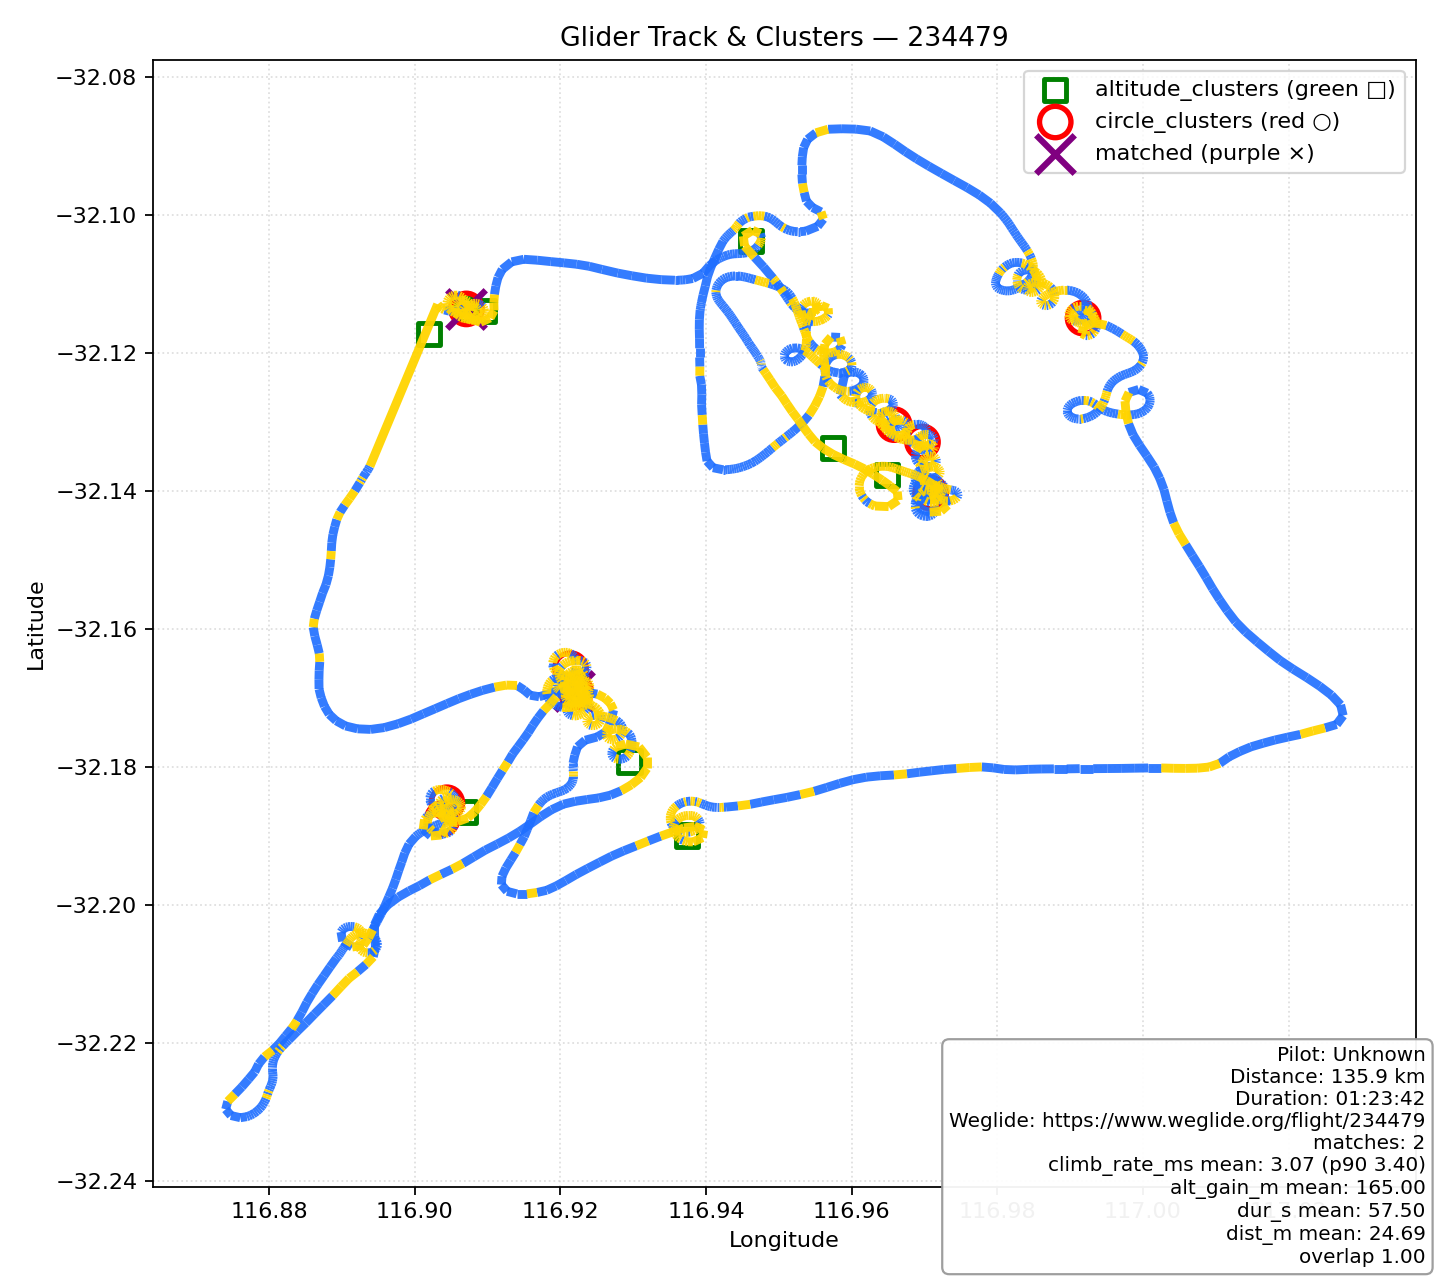 Glider Track & Clusters — 234479
altitude_clusters (green □)
circle_clusters (red ○)
matched (purple ×)
−32.08
−32.10
−32.12
−32.14
−32.16
−32.18
−32.20
−32.22
−32.24
Latitude
116.88
116.90
116.92
116.94
116.96
116.98
117.00
Longitude
Pilot: Unknown
Distance: 135.9 km
Duration: 01:23:42
Weglide: https://www.weglide.org/flight/234479
matches: 2
climb_rate_ms mean: 3.07 (p90 3.40)
alt_gain_m mean: 165.00
dur_s mean: 57.50
dist_m mean: 24.69
overlap 1.00